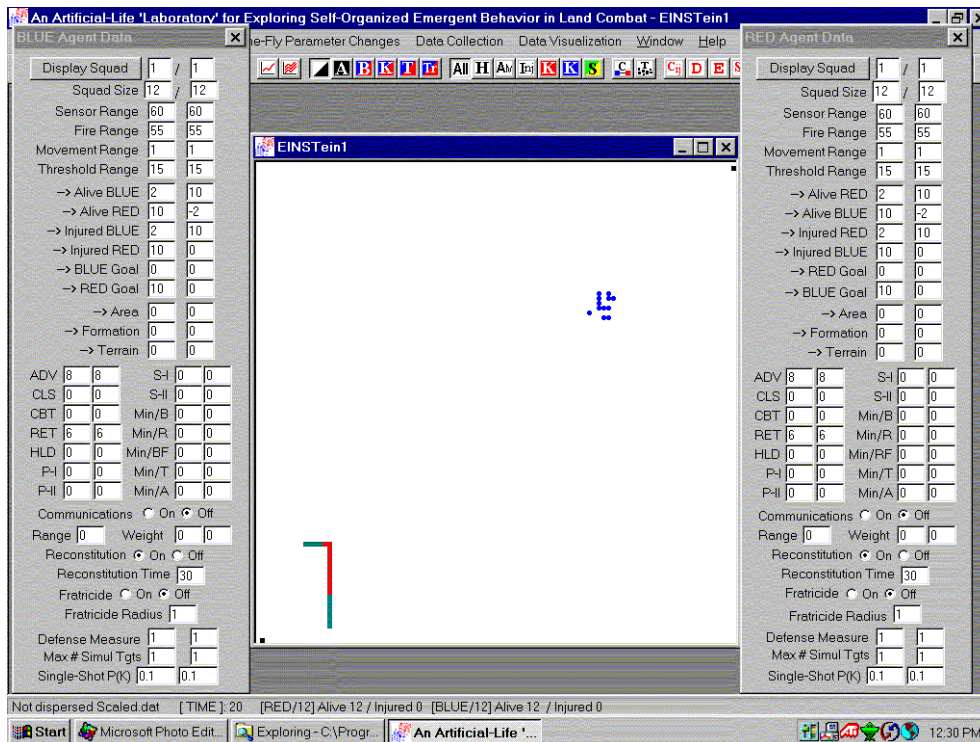 An Artificial-Life 'Laboratory' for Exploring Self-Organized Emergent Behavior in Land Combat - EINSTein1
BLUE Agent Data
ne-Fly Parameter Changes Data Collection Data Visualization Window Help
RED Agent Data
A B K T All H Alv Inj K K S C T D E S
EINSTein1
Display Squad 1 / 1
Squad Size 12 / 12
Sensor Range 60 60
Fire Range 55 55
Movement Range 1 1
Threshold Range 15 15
--> Alive BLUE 2 10
--> Alive RED 10 -2
--> Injured BLUE 2 10
--> Injured RED 10 0
--> BLUE Goal 0 0
--> RED Goal 10 0
--> Area 0 0
--> Formation 0 0
--> Terrain 0 0
ADV 8 8 S-I 0 0
CLS 0 0 S-II 0 0
CBT 0 0 Min/B 0 0
RET 6 6 Min/R 0 0
HLD 0 0 Min/BF 0 0
P-I 0 0 Min/T 0 0
P-II 0 0 Min/A 0 0
Communications On Off
Range 0 Weight 0 0
Reconstitution On Off
Reconstitution Time 30
Fratricide On Off
Fratricide Radius 1
Defense Measure 1 1
Max # Simul Tgts 1 1
Single-Shot P(K) 0.1 0.1
Display Squad 1 / 1
Squad Size 12 / 12
Sensor Range 60 60
Fire Range 55 55
Movement Range 1 1
Threshold Range 15 15
--> Alive RED 2 10
--> Alive BLUE 10 -2
--> Injured RED 2 10
--> Injured BLUE 10 0
--> RED Goal 0 0
--> BLUE Goal 10 0
--> Area 0 0
--> Formation 0 0
--> Terrain 0 0
ADV 8 8 S-I 0 0
CLS 0 0 S-II 0 0
CBT 0 0 Min/B 0 0
RET 6 6 Min/R 0 0
HLD 0 0 Min/RF 0 0
P-I 0 0 Min/T 0 0
P-II 0 0 Min/A 0 0
Communications On Off
Range 0 Weight 0 0
Reconstitution On Off
Reconstitution Time 30
Fratricide On Off
Fratricide Radius 1
Defense Measure 1 1
Max # Simul Tgts 1 1
Single-Shot P(K) 0.1 0.1
Not dispersed Scaled.dat [ TIME ]: 20 [RED/12] Alive 12 / Injured 0 [BLUE/12] Alive 12 / Injured 0
Start Microsoft Photo Edit... Exploring - C:\Progr... An Artificial-Life '... 12:30 PM